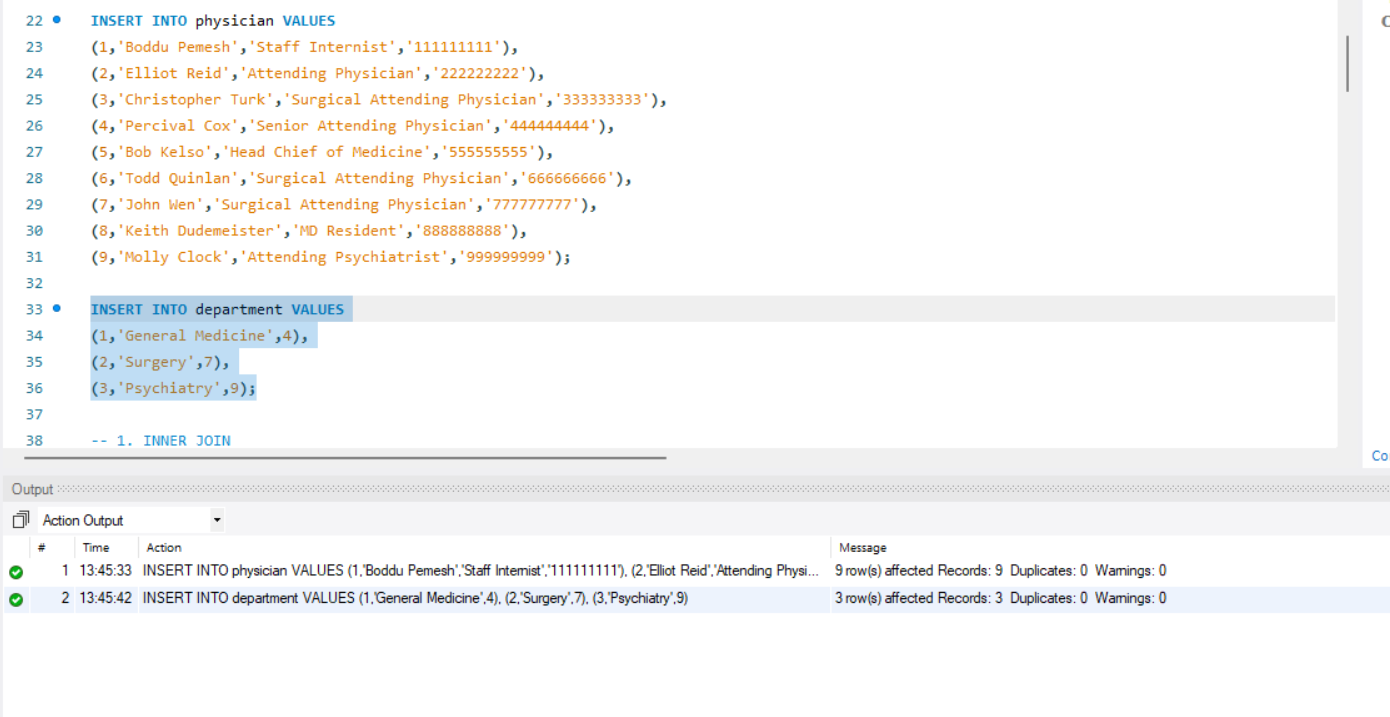 22 INSERT INTO physician VALUES
23 (1,'Boddu Pemesh','Staff Internist','111111111'),
24 (2,'Elliot Reid','Attending Physician','222222222'),
25 (3,'Christopher Turk','Surgical Attending Physician','333333333'),
26 (4,'Percival Cox','Senior Attending Physician','444444444'),
27 (5,'Bob Kelso','Head Chief of Medicine','555555555'),
28 (6,'Todd Quinlan','Surgical Attending Physician','666666666'),
29 (7,'John Wen','Surgical Attending Physician','777777777'),
30 (8,'Keith Dudemeister','MD Resident','888888888'),
31 (9,'Molly Clock','Attending Psychiatrist','999999999');
32
33 INSERT INTO department VALUES
34 (1,'General Medicine',4),
35 (2,'Surgery',7),
36 (3,'Psychiatry',9);
37
38 -- 1. INNER JOIN
Output
Action Output
# Time Action Message
1 13:45:33 INSERT INTO physician VALUES (1,'Boddu Pemesh','Staff Internist','111111111'), (2,'Elliot Reid','Attending Physi... 9 row(s) affected Records: 9 Duplicates: 0 Warnings: 0
2 13:45:42 INSERT INTO department VALUES (1,'General Medicine',4), (2,'Surgery',7), (3,'Psychiatry',9) 3 row(s) affected Records: 3 Duplicates: 0 Warnings: 0